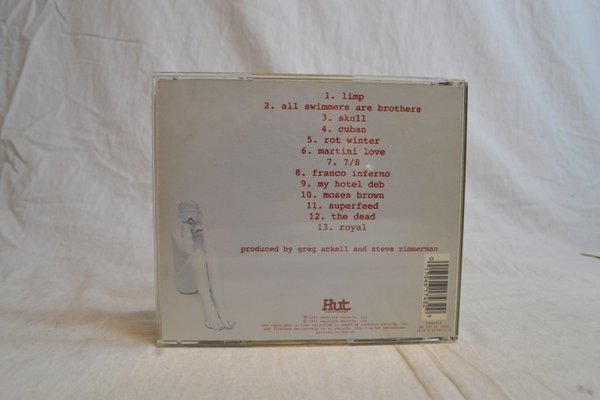 1. limp
2. all swimmers are brothers
3. skull
4. cuban
5. rot winter
6. martini love
7. 7/8
8. franco inferno
9. my hotel deb
10. moses brown
11. superfeed
12. the dead
13. royal
produced by greg ackell and steve zimmerman
Hut